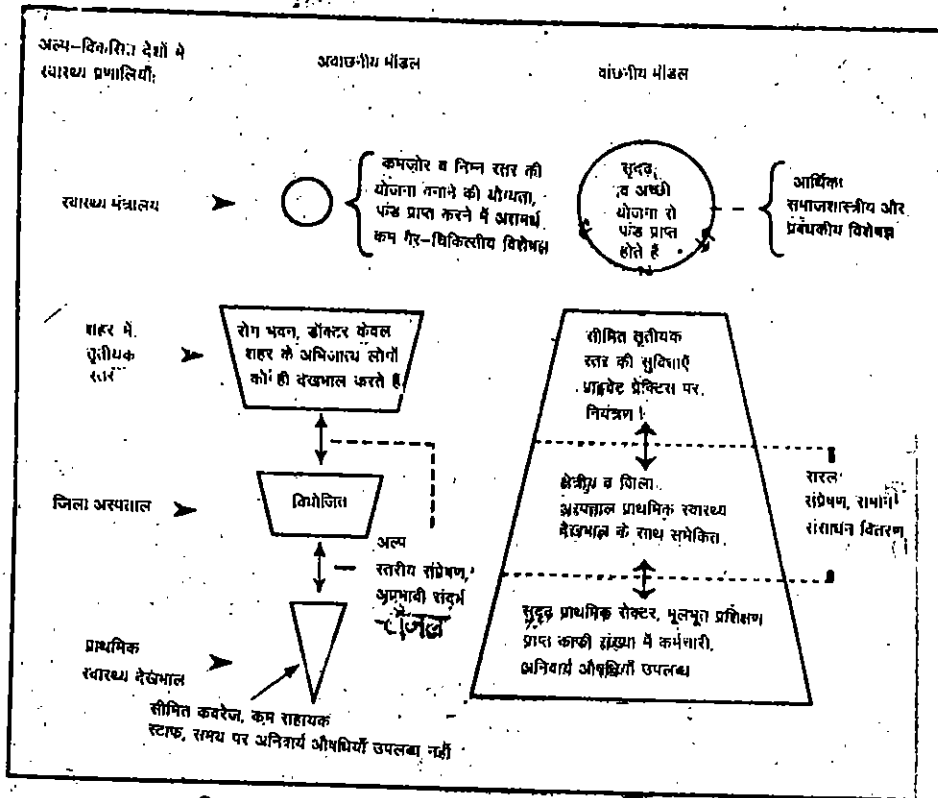 अल्प-विकसित देशों में
स्वास्थ्य प्रणालियाँ:
अवांछनीय मॉडल
वांछनीय मॉडल
स्वास्थ्य मंत्रालय
कमज़ोर व निम्न स्तर की
योजना बनाने की योग्यता,
फंड प्राप्त करने में असमर्थ
कम गैर-चिकित्सीय विशेषज्ञ
सुदृढ़
व अच्छी
योजना से
फंड प्राप्त
होते हैं
आर्थिक
समाजशास्त्रीय और
प्रबंधकीय विशेषज्ञ
शहर में
तृतीयक
स्तर
रोग भवन, डॉक्टर केवल
शहर के अभिजात्य लोगों
की ही देखभाल करते हैं
सीमित तृतीयक
स्तर की सुविधाएँ
प्राइवेट प्रैक्टिस पर
नियंत्रण
जिला अस्पताल
विभोजित
अल्प
स्तरीय संप्रेषण,
अप्रभावी संदर्भ
क्षेत्रीय व जिला
अस्पताल प्राथमिक स्वास्थ्य
देखभाल के साथ समेकित
सरल
संप्रेषण, समान
संसाधन वितरण
प्राथमिक
स्वास्थ्य देखभाल
सुदृढ़ प्राथमिक सेक्टर, मूलभूत प्रशिक्षण
प्राप्त काफी संख्या में कर्मचारी,
अनिवार्य औषधियाँ उपलब्ध
सीमित कवरेज, कम सहायक
स्टाफ, समय पर अनिवार्य औषधियाँ उपलब्ध नहीं